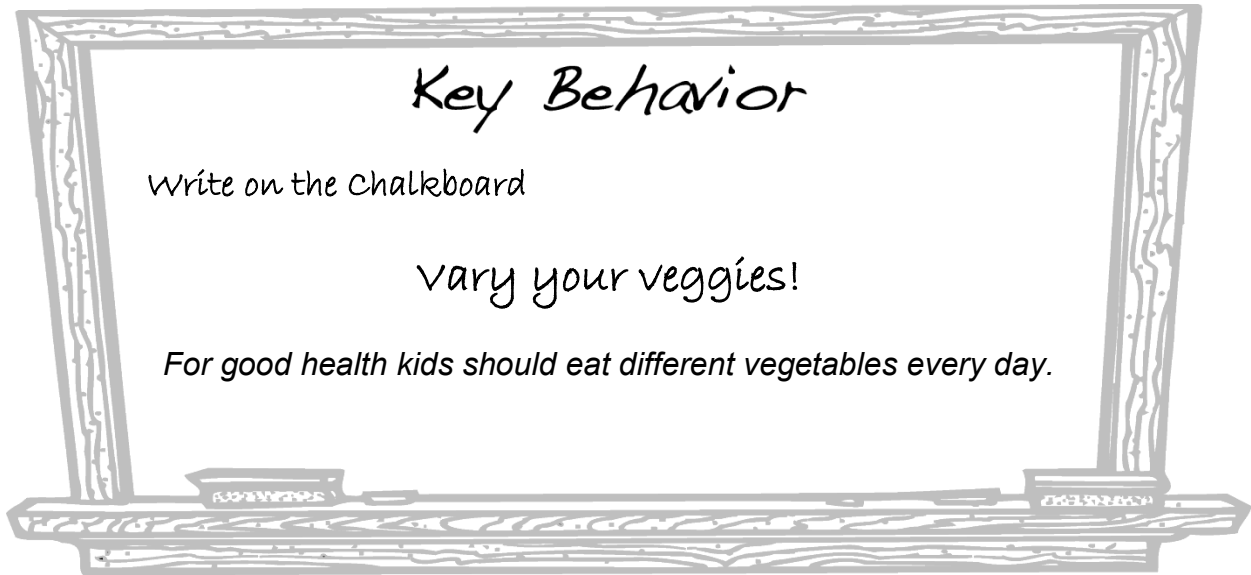 Key Behavior
Write on the Chalkboard
Vary your veggies!
For good health kids should eat different vegetables every day.